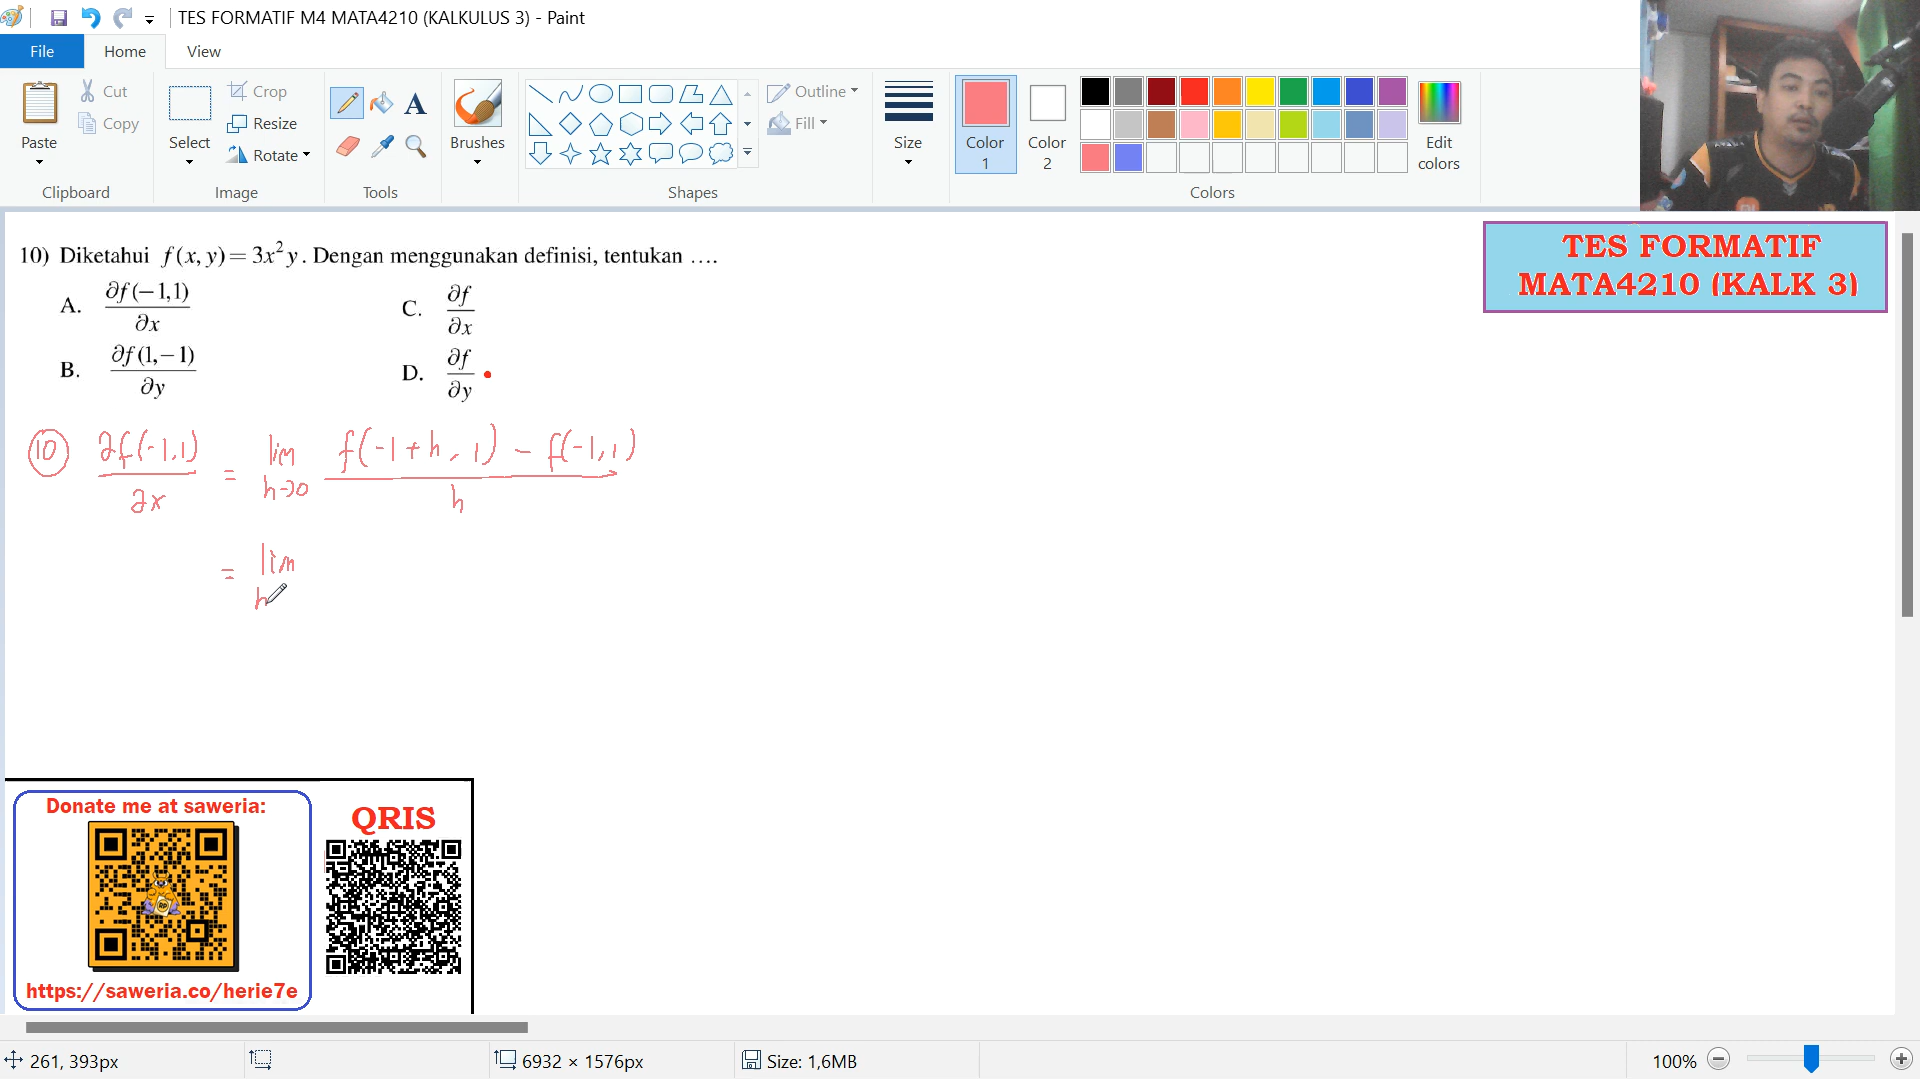 TES FORMATIF M4 MATA4210 (KALKULUS 3) - Paint
File Home View
Paste Cut Copy Clipboard
Select Crop Resize Rotate Image
Tools
Brushes
Outline Fill Shapes
Size
Color 1 Color 2 Edit colors Colors
TES FORMATIF
MATA4210 (KALK 3)
10) Diketahui f(x, y) = 3x² y. Dengan menggunakan definisi, tentukan ….
A. ∂f(−1,1)/∂x
B. ∂f(1,−1)/∂y
C. ∂f/∂x
D. ∂f/∂y
10 ∂f(-1,1)/∂x = lim h→0 f(-1+h, 1) - f(-1,1) / h
= lim h
Donate me at saweria:
RP
https://saweria.co/herie7e
QRIS
261, 393px 6932 × 1576px Size: 1,6MB 100%